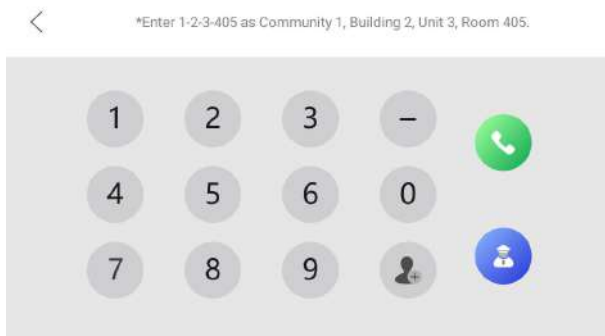 *Enter 1-2-3-405 as Community 1, Building 2, Unit 3, Room 405.
1 2 3 –
4 5 6 0
7 8 9